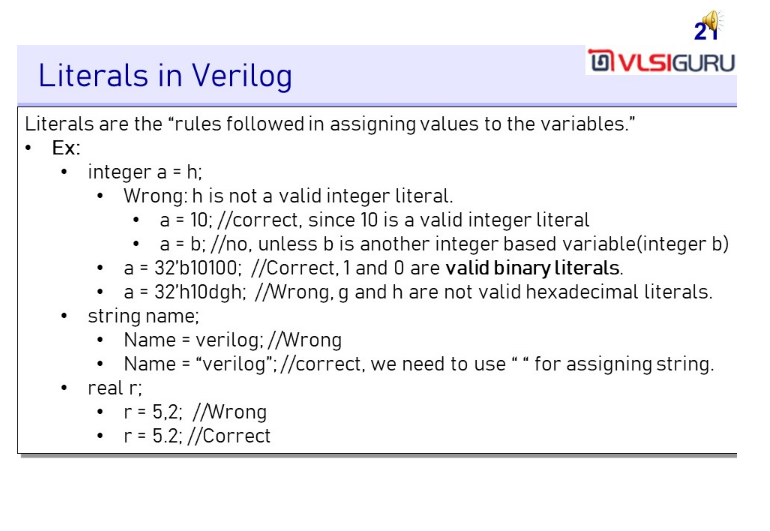 21
VLSIGURU
Literals in Verilog
Literals are the “rules followed in assigning values to the variables.”
• Ex:
• integer a = h;
• Wrong: h is not a valid integer literal.
• a = 10; //correct, since 10 is a valid integer literal
• a = b; //no, unless b is another integer based variable(integer b)
• a = 32'b10100; //Correct, 1 and 0 are valid binary literals.
• a = 32'h10dgh; //Wrong, g and h are not valid hexadecimal literals.
• string name;
• Name = verilog; //Wrong
• Name = “verilog”; //correct, we need to use “ “ for assigning string.
• real r;
• r = 5,2; //Wrong
• r = 5.2; //Correct